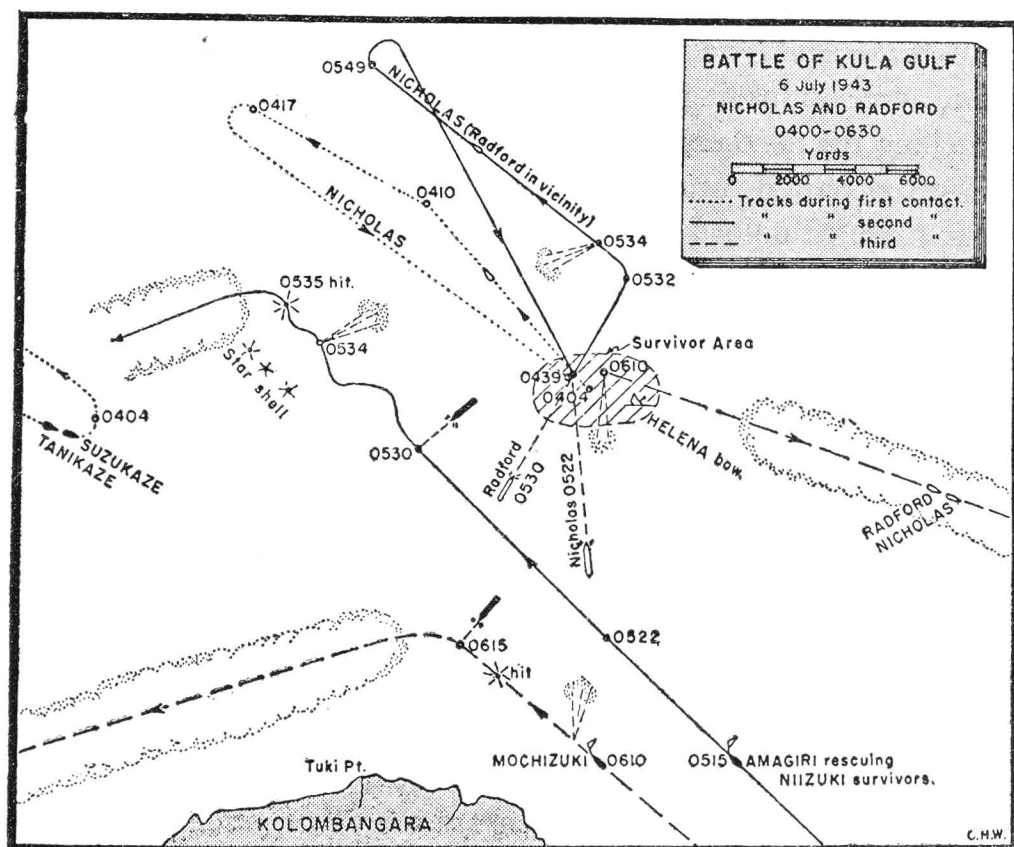 BATTLE OF KULA GULF
6 July 1943
NICHOLAS AND RADFORD
0400-0630
Yards
0 2000 4000 6000
Tracks during first contact.
" " second "
" " third "
0549
NICHOLAS (Radford in vicinity)
0417
0410
NICHOLAS
0534
0532
0535 hit.
0534
Star shell
Survivor Area
0439
0610
0404
HELENA bow.
0404
SUZUKAZE
TANIKAZE
0530
Radford
0530
Nicholas 0522
RADFORD
NICHOLAS
0522
0615
hit
MOCHIZUKI
0610
0515
AMAGIRI rescuing
NIIZUKI survivors.
Tuki Pt.
KOLOMBANGARA
C.H.W.